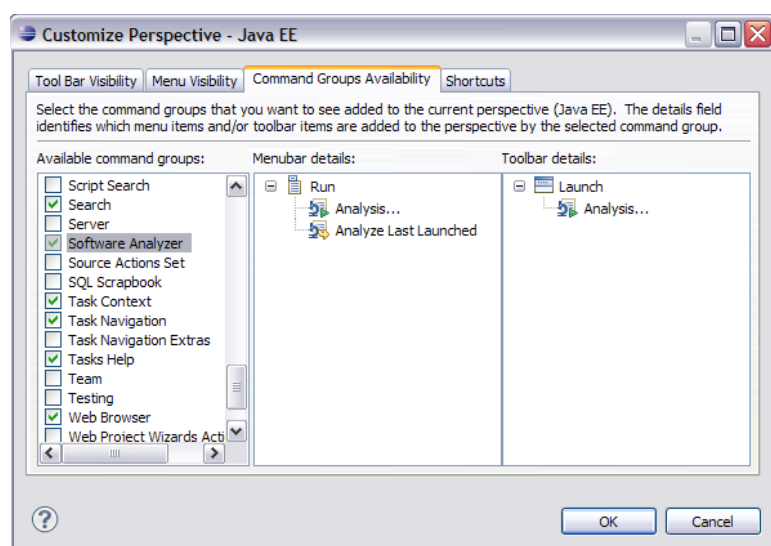 Customize Perspective - Java EE
Tool Bar Visibility Menu Visibility Command Groups Availability Shortcuts
Select the command groups that you want to see added to the current perspective (Java EE). The details field
identifies which menu items and/or toolbar items are added to the perspective by the selected command group.
Available command groups:
Script Search
Search
Server
Software Analyzer
Source Actions Set
SQL Scrapbook
Task Context
Task Navigation
Task Navigation Extras
Tasks Help
Team
Testing
Web Browser
Web Project Wizards Acti
Menubar details:
Run
Analysis...
Analyze Last Launched
Toolbar details:
Launch
Analysis...
?
OK Cancel